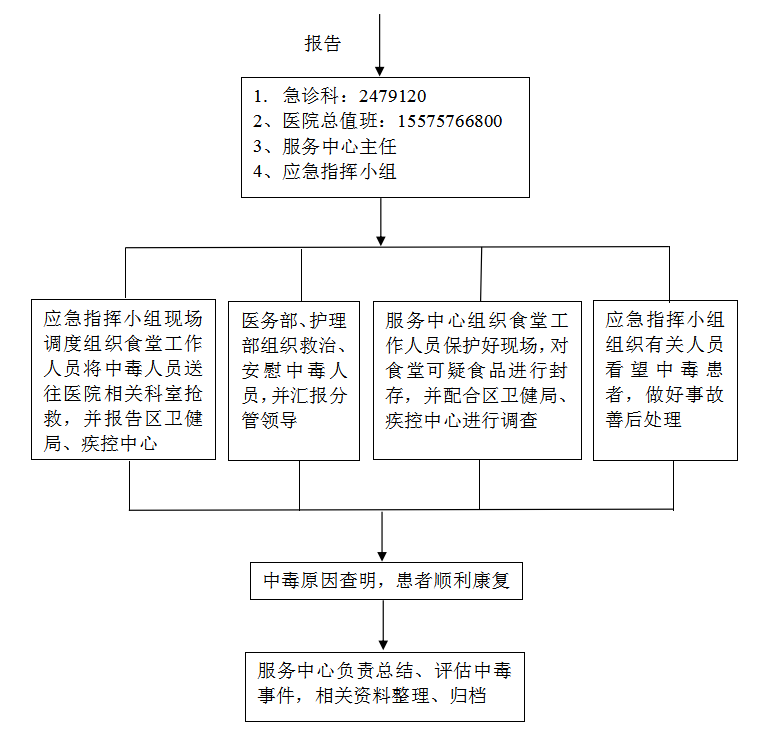 报告
1. 急诊科：2479120
2、医院总值班：15575766800
3、服务中心主任
4、应急指挥小组
应急指挥小组现场
调度组织食堂工作
人员将中毒人员送
往医院相关科室抢
救，并报告区卫健
局、疾控中心
医务部、护理
部组织救治、
安慰中毒人
员，并汇报分
管领导
服务中心组织食堂工
作人员保护好现场，对
食堂可疑食品进行封
存，并配合区卫健局、
疾控中心进行调查
应急指挥小组
组织有关人员
看望中毒患
者，做好事故
善后处理
中毒原因查明，患者顺利康复
服务中心负责总结、评估中毒
事件，相关资料整理、归档